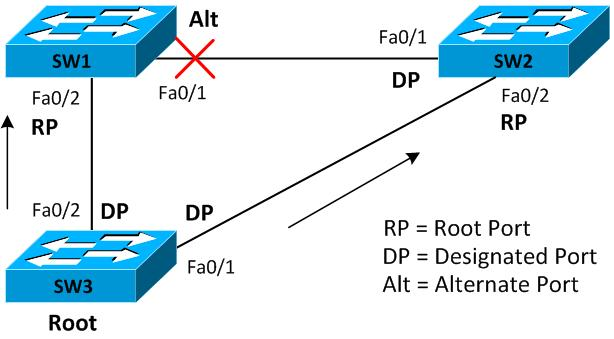 Alt
Fa0/1
SW1
SW2
DP
Fa0/1
Fa0/2
Fa0/2
RP
RP
Fa0/2
DP
DP
Fa0/1
SW3
Root
RP = Root Port
DP = Designated Port
Alt = Alternate Port